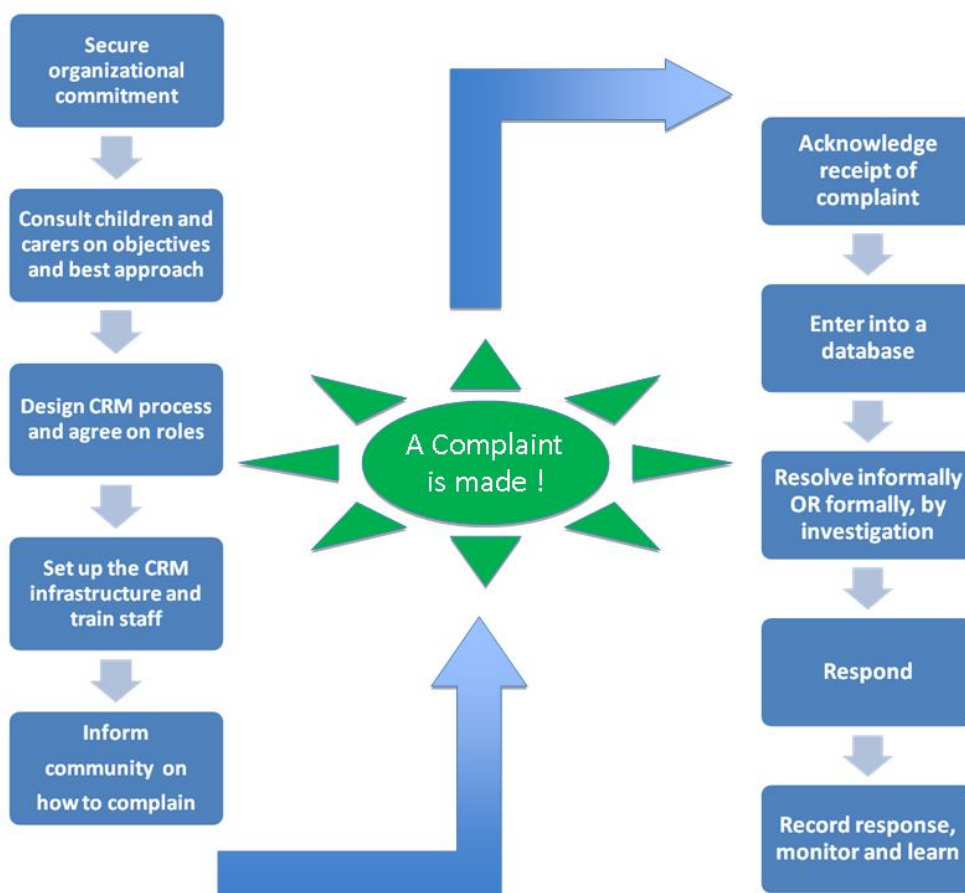 Secure
organizational
commitment
Consult children and
carers on objectives
and best approach
Design CRM process
and agree on roles
Set up the CRM
infrastructure and
train staff
Inform
community on
how to complain
A Complaint
is made !
Acknowledge
receipt of
complaint
Enter into a
database
Resolve informally
OR formally, by
investigation
Respond
Record response,
monitor and learn